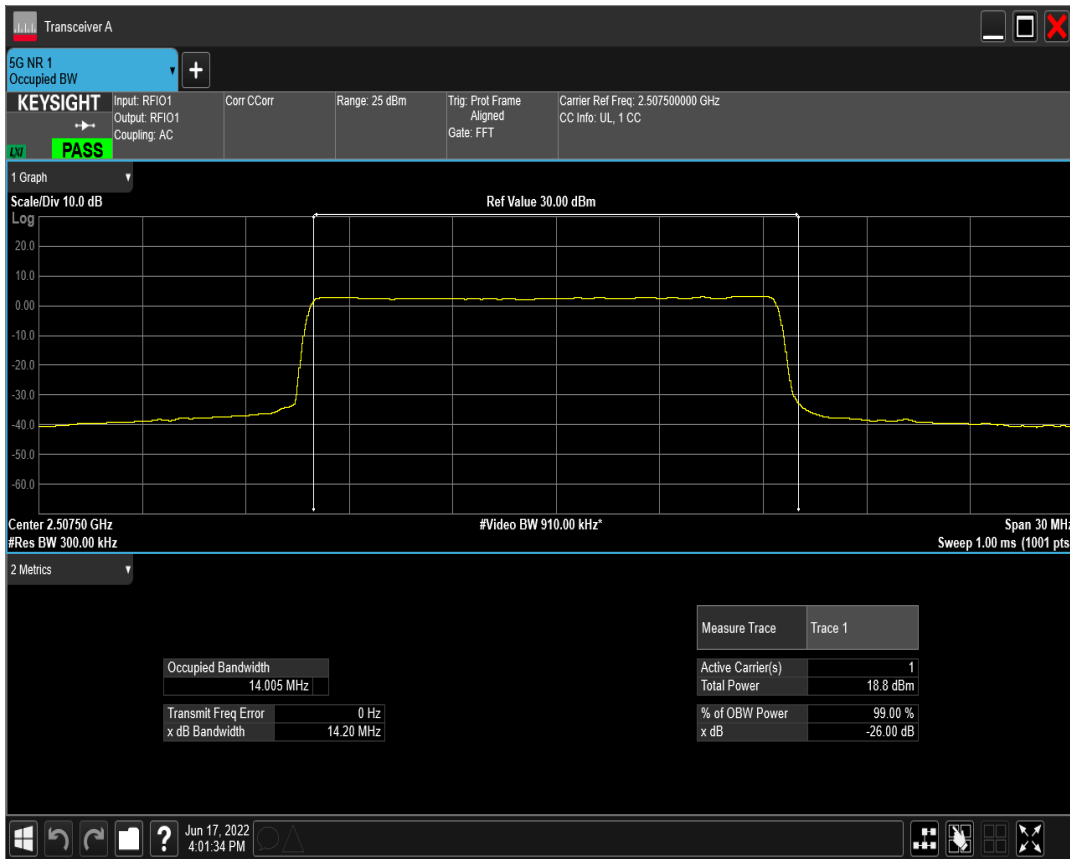 Transceiver A
5G NR 1
Occupied BW
KEYSIGHT
LXI
PASS
Input: RFIO1
Output: RFIO1
Coupling: AC
Corr CCorr
Range: 25 dBm
Trig: Prot Frame
Aligned
Gate: FFT
Carrier Ref Freq: 2.507500000 GHz
CC Info: UL, 1 CC
1 Graph
Scale/Div 10.0 dB
Ref Value 30.00 dBm
Log
20.0
10.0
0.00
-10.0
-20.0
-30.0
-40.0
-50.0
-60.0
Center 2.50750 GHz
#Video BW 910.00 kHz*
Span 30 MHz
#Res BW 300.00 kHz
Sweep 1.00 ms (1001 pts
2 Metrics
Measure Trace Trace 1
Occupied Bandwidth
14.005 MHz
Active Carrier(s) 1
Total Power 18.8 dBm
Transmit Freq Error 0 Hz
x dB Bandwidth 14.20 MHz
% of OBW Power 99.00 %
x dB -26.00 dB
?
Jun 17, 2022
4:01:34 PM